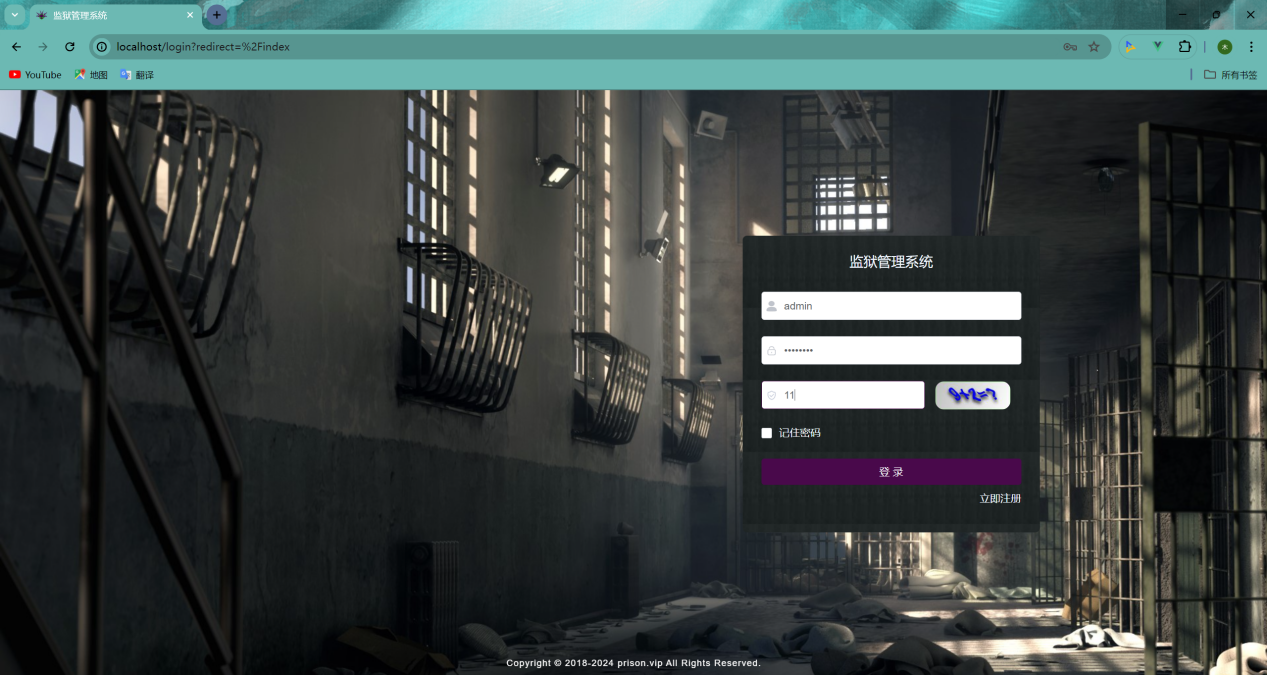 监狱管理系统
localhost/login?redirect=%2Findex
YouTube
地图
翻译
所有书签
监狱管理系统
admin
••••••••
11
记住密码
登 录
立即注册
Copyright © 2018-2024 prison.vip All Rights Reserved.